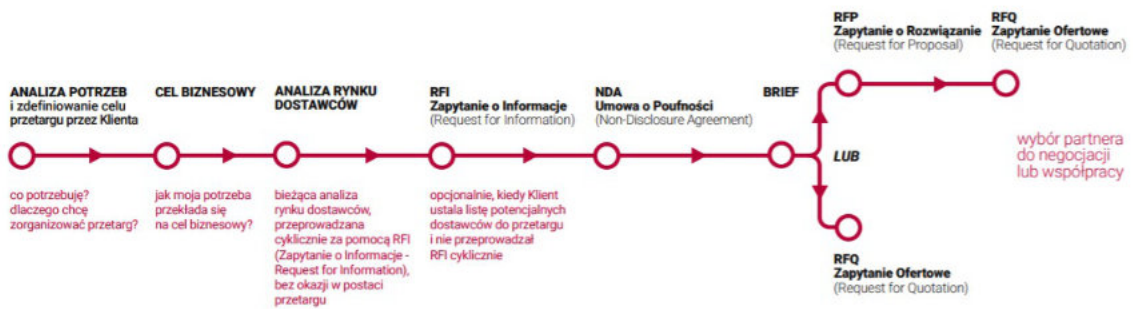 ANALIZA POTRZEB
i zdefiniowanie celu
przetargu przez Klienta
co potrzebuję?
dlaczego chcę
zorganizować przetarg?
CEL BIZNESOWY
jak moja potrzeba
przekłada się
na cel biznesowy?
ANALIZA RYNKU
DOSTAWCÓW
bieżąca analiza
rynku dostawców,
przeprowadzana
cyklicznie za pomocą RFI
(Zapytanie o Informacje -
Request for Information),
bez okazji w postaci
przetargu
RFI
Zapytanie o Informacje
(Request for Information)
opcjonalnie, kiedy Klient
ustala listę potencjalnych
dostawców do przetargu
i nie przeprowadzał
RFI cyklicznie
NDA
Umowa o Poufności
(Non-Disclosure Agreement)
BRIEF
RFP
Zapytanie o Rozwiązanie
(Request for Proposal)
RFQ
Zapytanie Ofertowe
(Request for Quotation)
LUB
wybór partnera
do negocjacji
lub współpracy
RFQ
Zapytanie Ofertowe
(Request for Quotation)